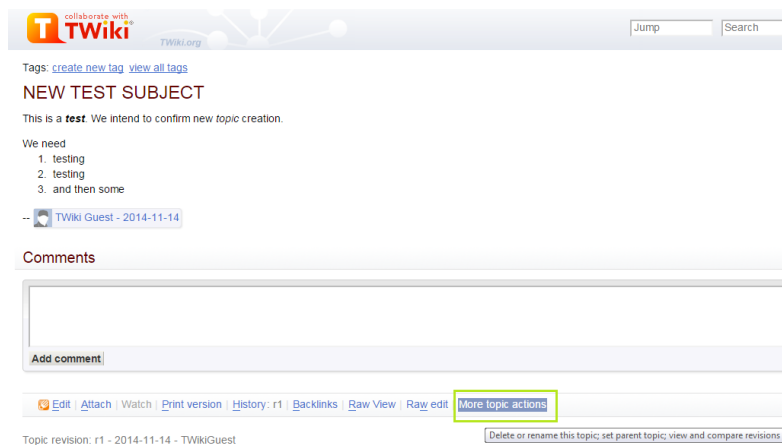 collaborate with
TWiki®
TWiki.org
Jump
Search
Tags: create new tag view all tags
NEW TEST SUBJECT
This is a test. We intend to confirm new topic creation.
We need
1. testing
2. testing
3. and then some
-- TWiki Guest - 2014-11-14
Comments
Add comment
Edit | Attach | Watch | Print version | History: r1 | Backlinks | Raw View | Raw edit | More topic actions
Topic revision: r1 - 2014-11-14 - TWikiGuest
Delete or rename this topic; set parent topic; view and compare revisions